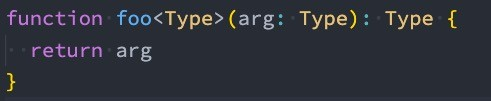 function foo<Type>(arg: Type): Type {
  return arg
}